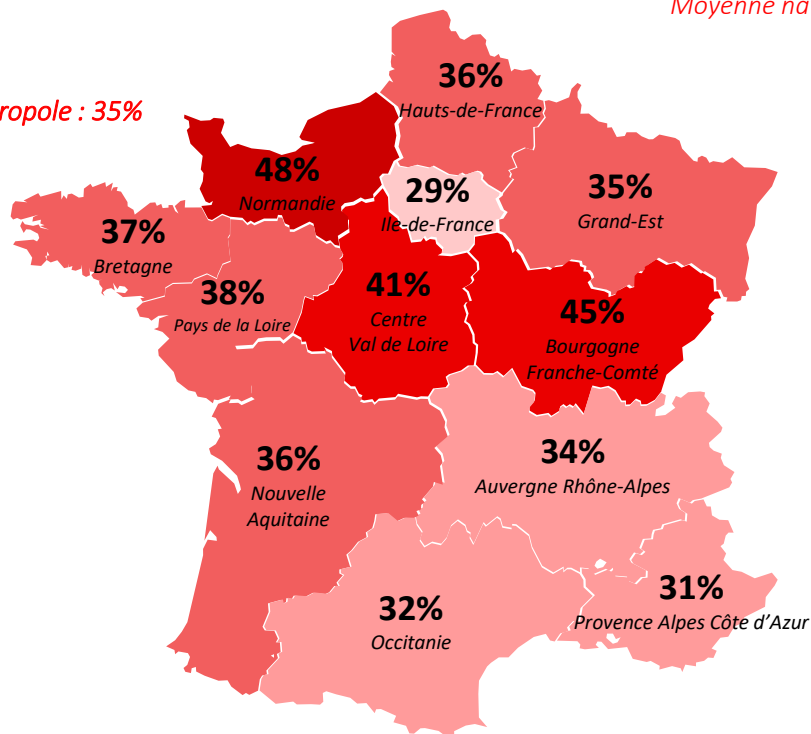 Moyenne
36%
Hauts-de-France
: 35%
48%
Normandie
29%
Ile-de-France
35%
Grand-Est
37%
Bretagne
38%
Pays de la Loire
41%
Centre
Val de Loire
45%
Bourgogne
Franche-Comté
36%
Nouvelle
Aquitaine
34%
Auvergne Rhône-Alpes
31%
Provence Alpes Côte d’Azur
32%
Occitanie